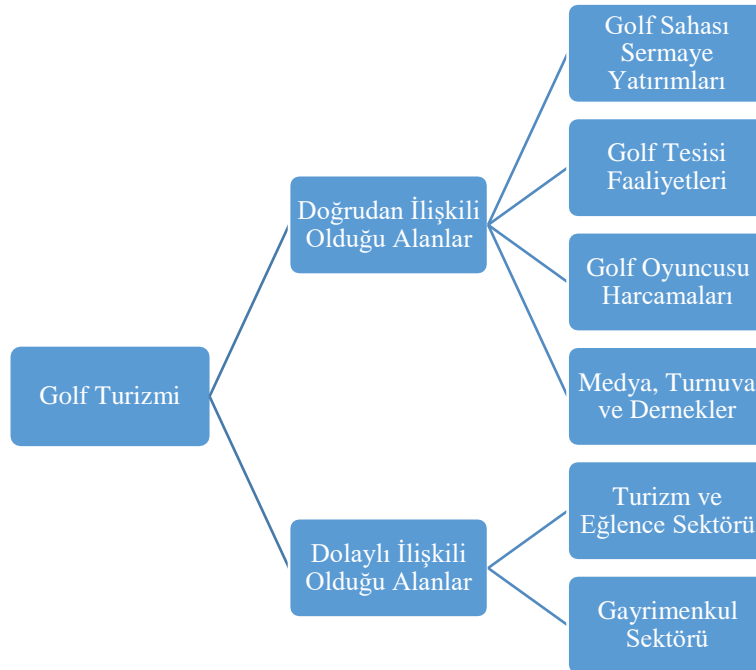 Golf Sahası
Sermaye
Yatırımları
Golf Tesisi
Faaliyetleri
Doğrudan İlişkili
Olduğu Alanlar
Golf Oyuncusu
Harcamaları
Golf Turizmi
Medya, Turnuva
ve Dernekler
Turizm ve
Eğlence Sektörü
Dolaylı İlişkili
Olduğu Alanlar
Gayrimenkul
Sektörü